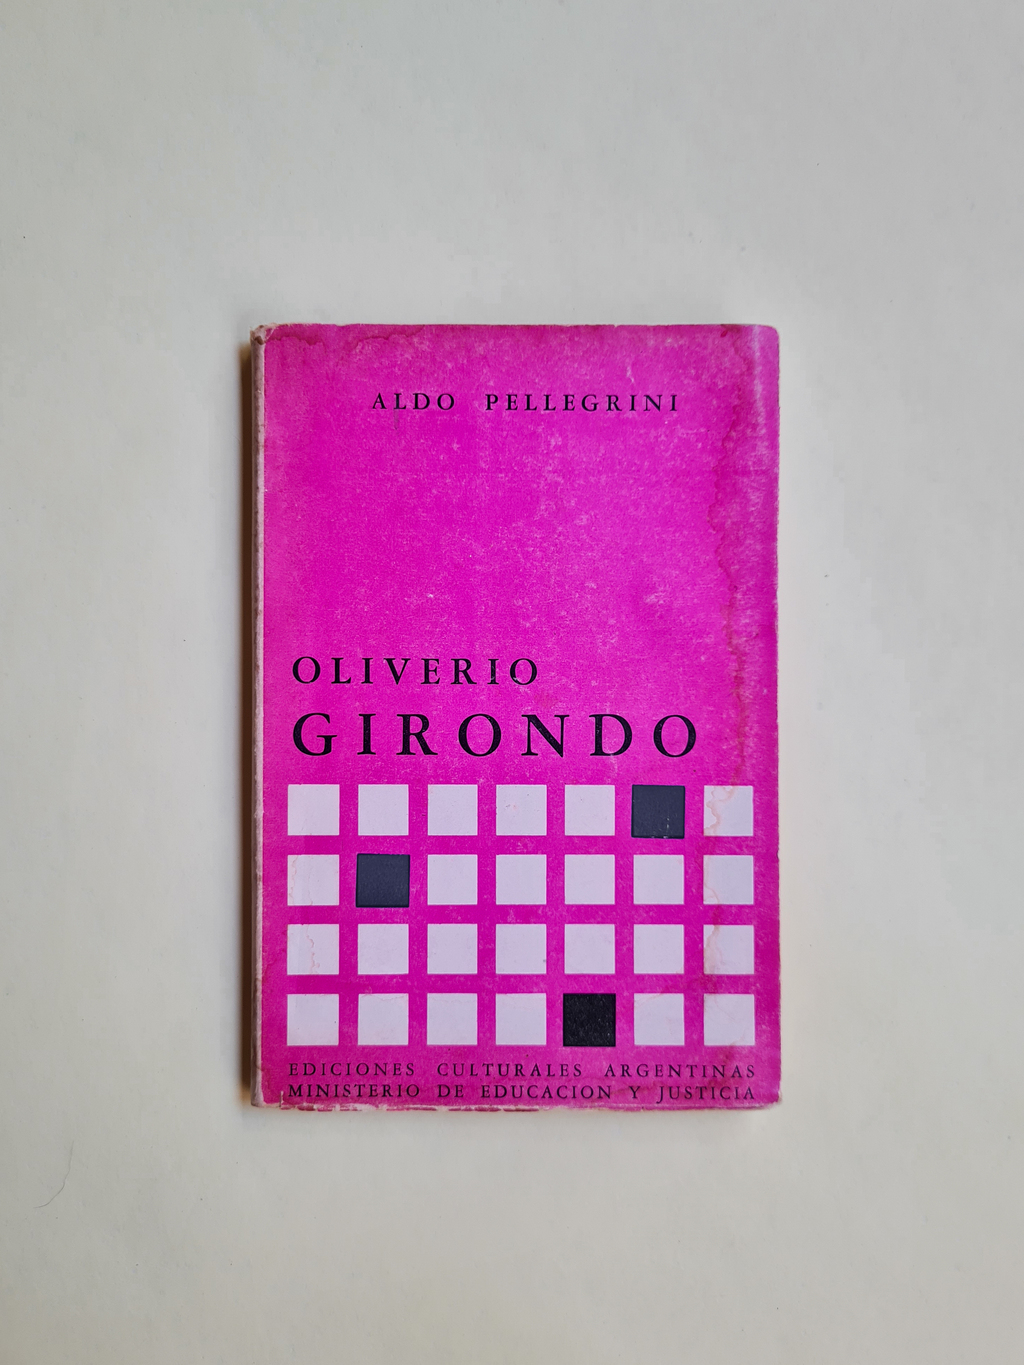 ALDO PELLEGRINI
OLIVERIO
GIRONDO
EDICIONES CULTURALES ARGENTINAS
MINISTERIO DE EDUCACION Y JUSTICIA